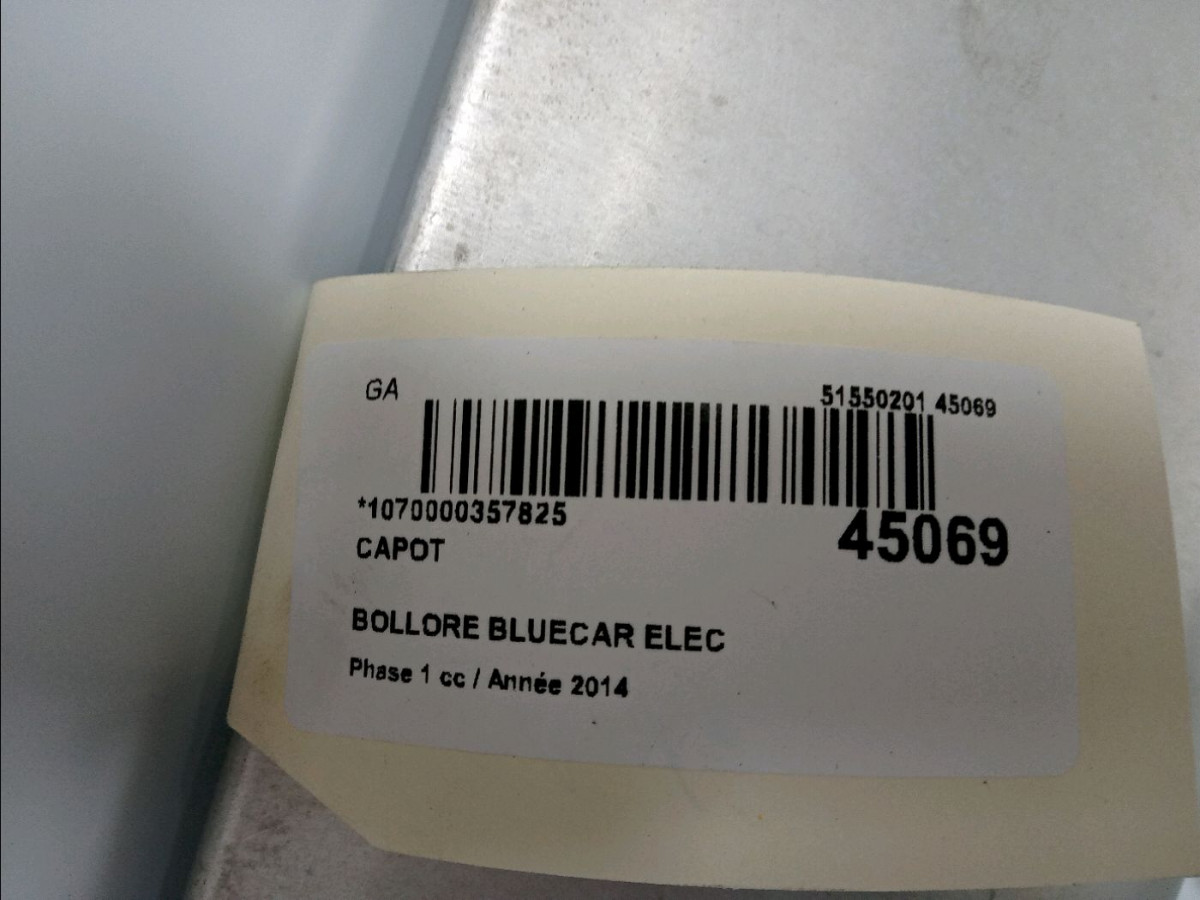 GA
51550201 45069
*1070000357825
45069
CAPOT
BOLLORE BLUECAR ELEC
Phase 1 cc / Année 2014